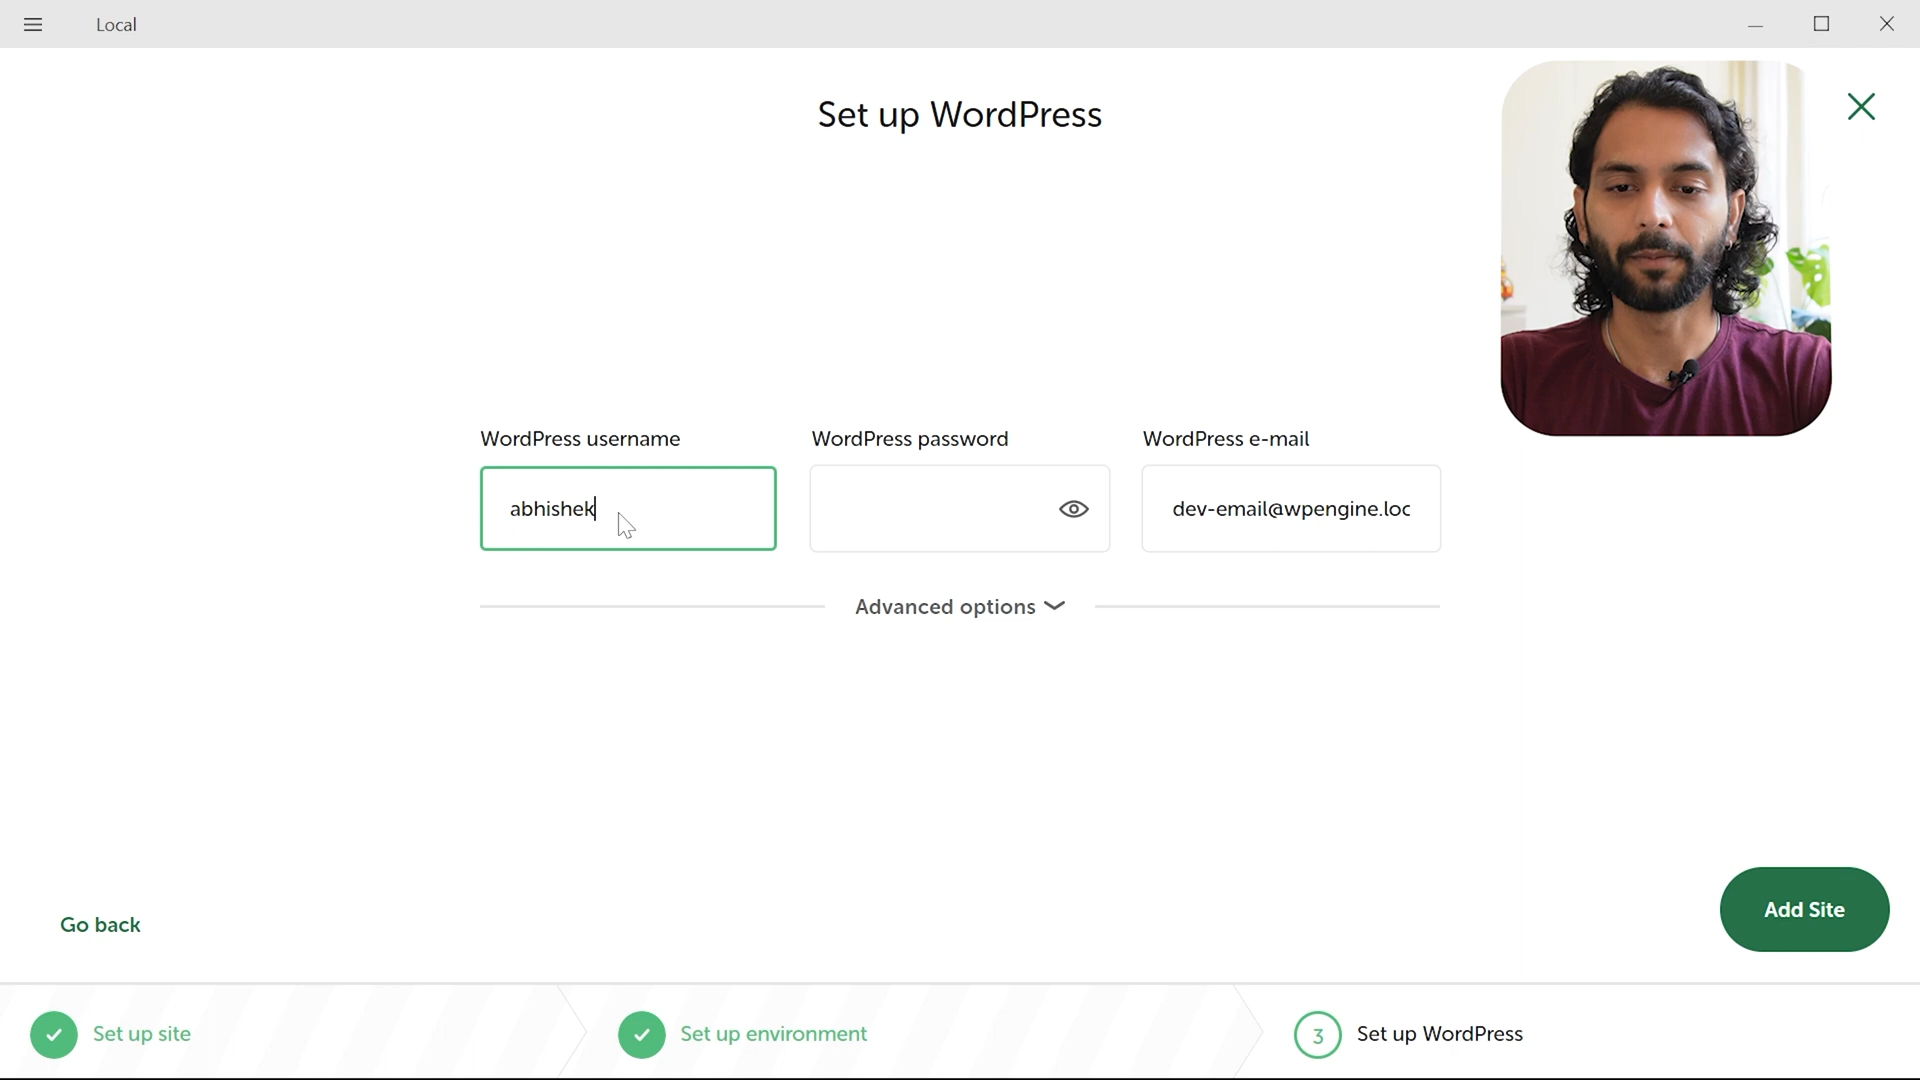 Local
Set up WordPress
WordPress username
WordPress password
WordPress e-mail
abhishek
dev-email@wpengine.loc
Advanced options
Go back
Add Site
Set up site
Set up environment
3
Set up WordPress